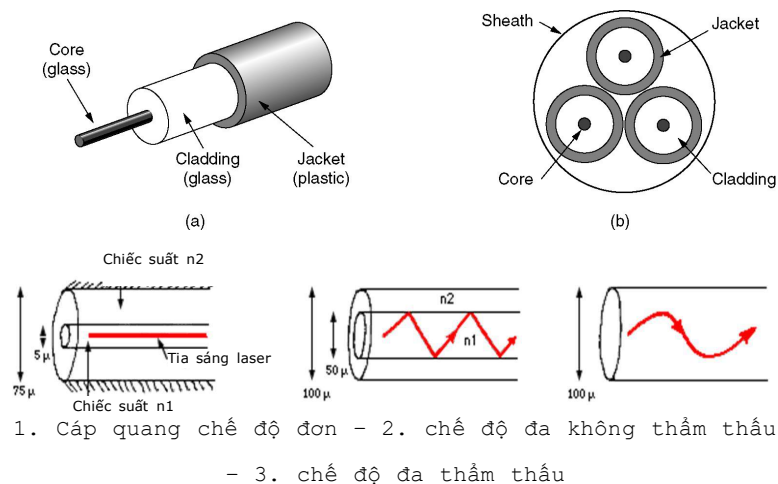 Core
(glass)
Cladding
(glass)
Jacket
(plastic)
(a)
Sheath
Jacket
Core
Cladding
(b)
Chiếc suất n2
5 μ
75 μ
Tia sáng laser
Chiếc suất n1
n2
n1
50 μ
100 μ
100 μ
1. Cáp quang chế độ đơn – 2. chế độ đa không thẩm thấu
– 3. chế độ đa thẩm thấu